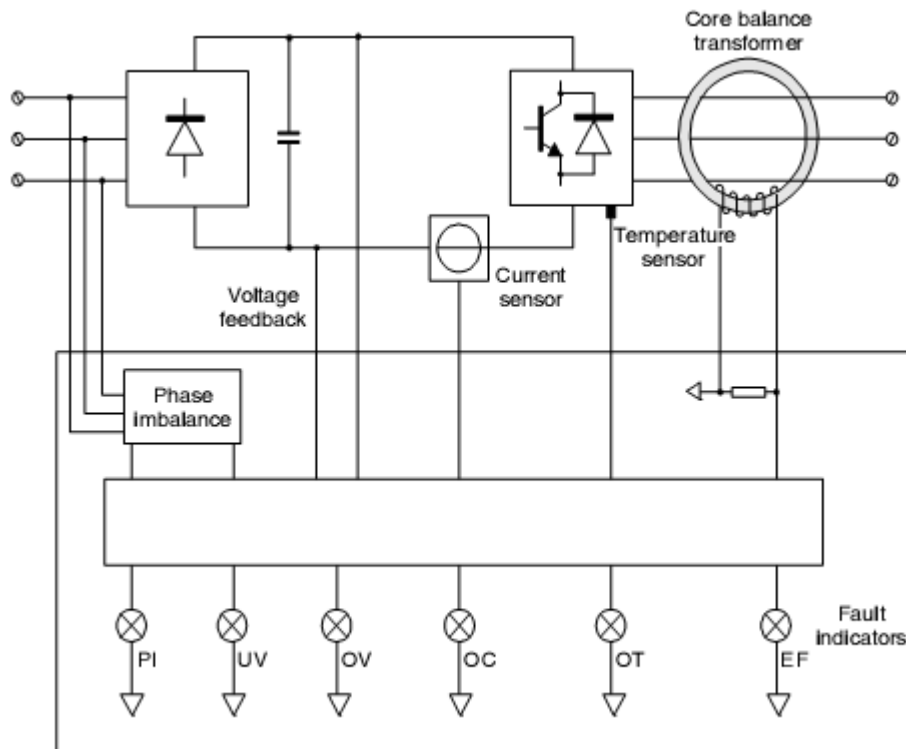 Core balance
transformer
Temperature
sensor
Current
sensor
Voltage
feedback
Phase
imbalance
Fault
indicators
PI
UV
OV
OC
OT
EF